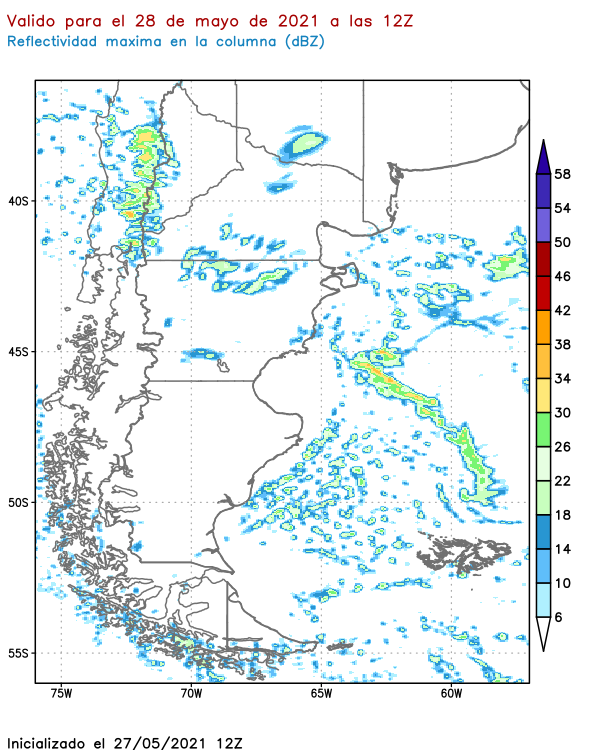 Valido para el 28 de mayo de 2021 a las 12Z
Reflectividad maxima en la columna (dBZ)
40S
45S
50S
55S
75W
70W
65W
60W
58
54
50
46
42
38
34
30
26
22
18
14
10
6
Inicializado el 27/05/2021 12Z